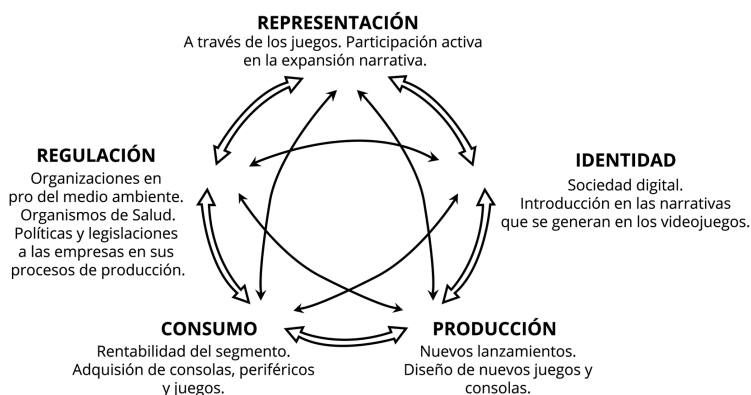 REPRESENTACIÓN
A través de los juegos. Participación activa
en la expansión narrativa.
REGULACIÓN
Organizaciones en
pro del medio ambiente.
Organismos de Salud.
Políticas y legislaciones
a las empresas en sus
procesos de producción.
IDENTIDAD
Sociedad digital.
Introducción en las narrativas
que se generan en los videojuegos.
CONSUMO
Rentabilidad del segmento.
Adquisión de consolas, periféricos
y juegos.
PRODUCCIÓN
Nuevos lanzamientos.
Diseño de nuevos juegos y
consolas.